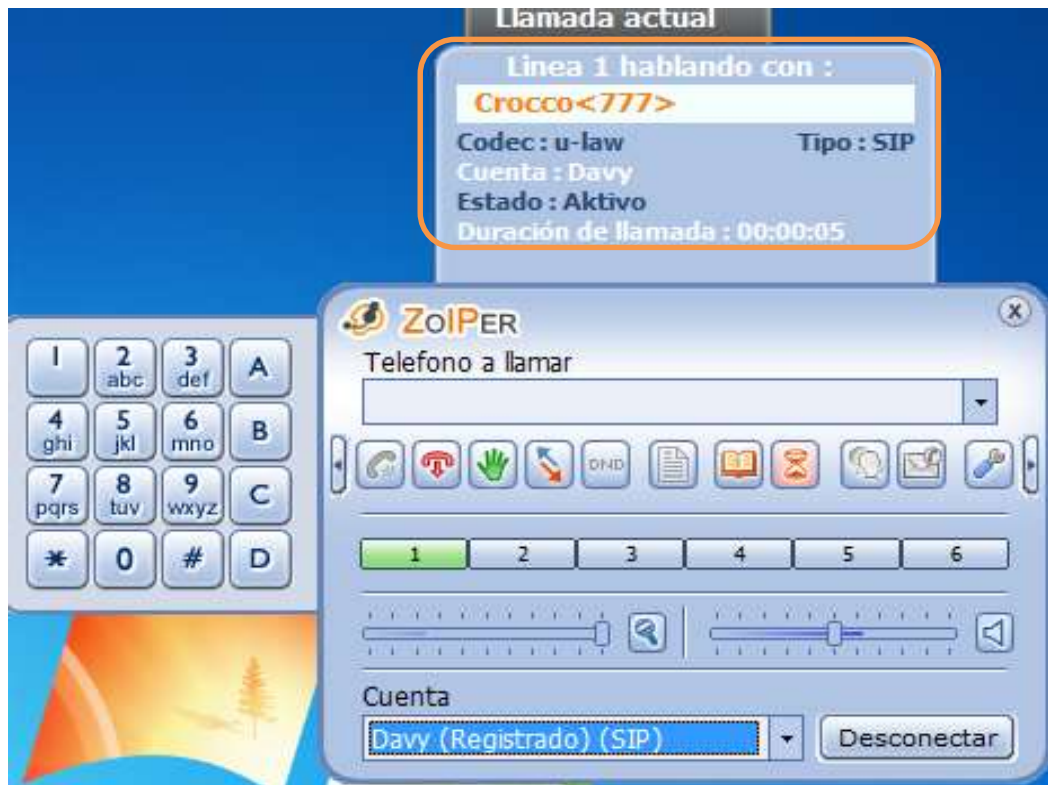 Llamada actual
Linea 1 hablando con :
Crocco<777>
Codec : u-law Tipo : SIP
Cuenta : Davy
Estado : Aktivo
Duración de llamada : 00:00:05
ZoIPer
Telefono a llamar
1 2 abc 3 def A
4 ghi 5 jkl 6 mno B
7 pqrs 8 tuv 9 wxyz C
* 0 # D
DND
1 2 3 4 5 6
Cuenta
Davy (Registrado) (SIP) Desconectar